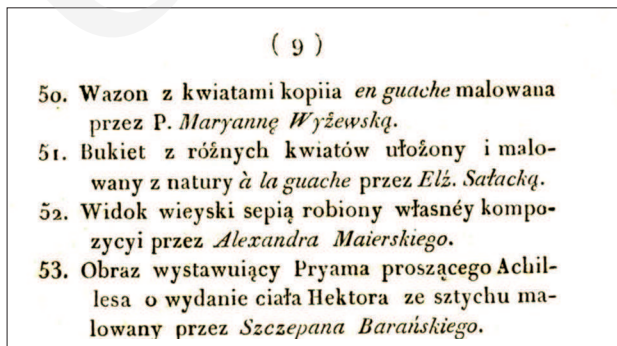 ( 9 )
50. Wazon z kwiatami kopiia en guache malowana
przez P. Maryannę Wyżewską.
51. Bukiet z różnych kwiatów ułożony i malo-
wany z natury à la guache przez Elż. Sałacką.
52. Widok wieyski sepią robiony własnéy kompo-
zycyi przez Alexandra Maierskiego.
53. Obraz wystawuiący Pryama proszącego Achil-
lesa o wydanie ciała Hektora ze sztychu ma-
lowany przez Szczepana Barańskiego.